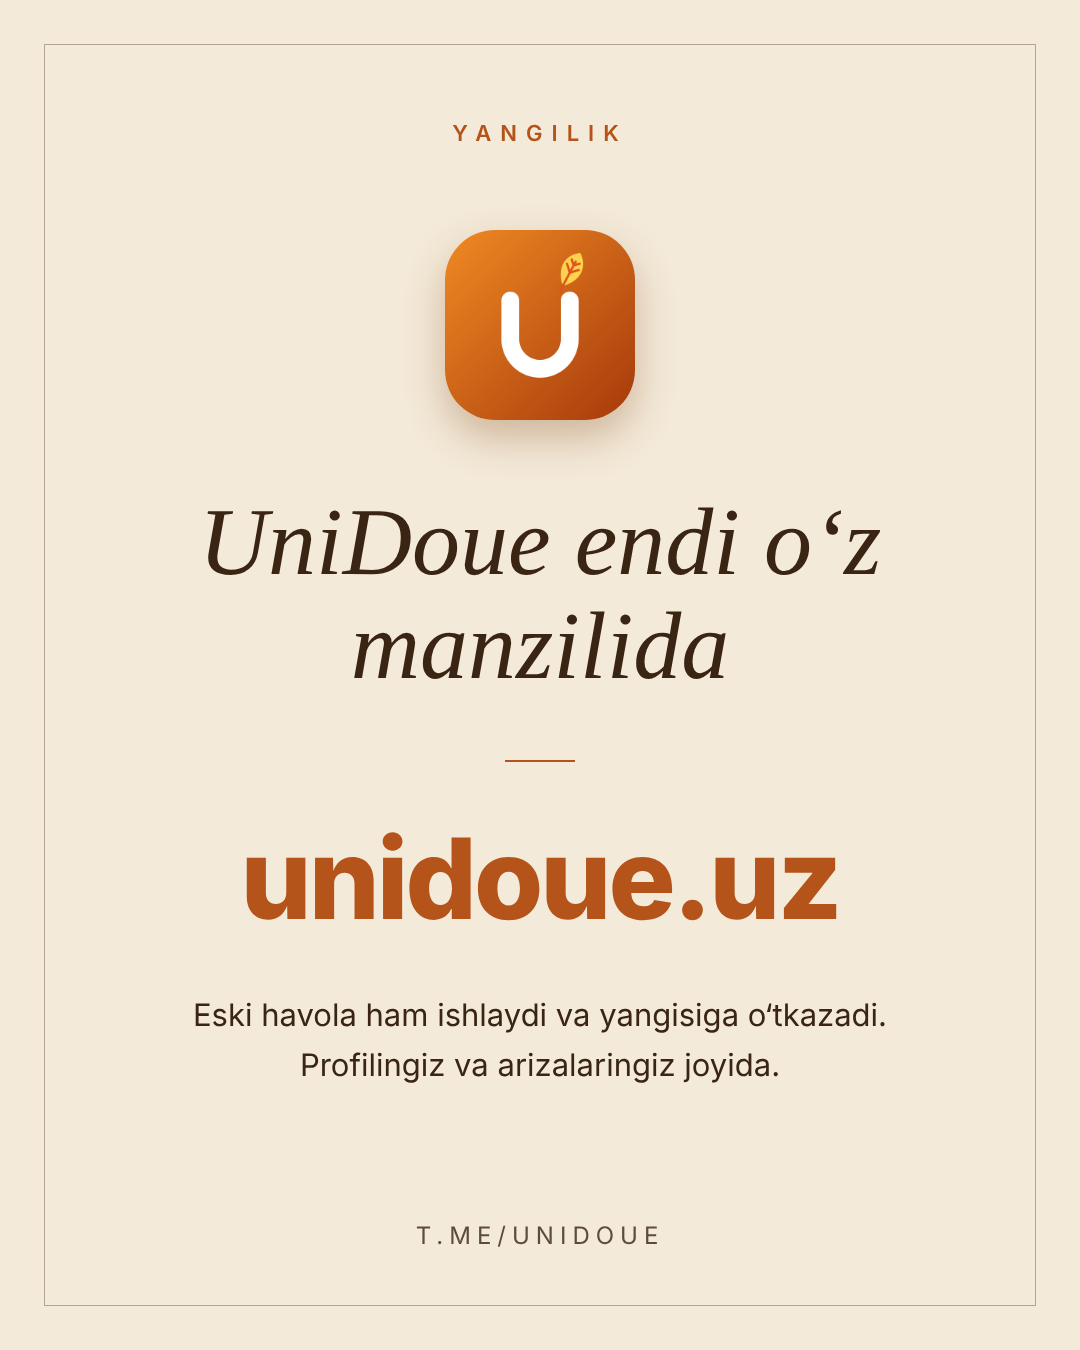 YANGILIK
U
UniDoue endi o‘z
manzilida
unidoue.uz
Eski havola ham ishlaydi va yangisiga o‘tkazadi.
Profilingiz va arizalaringiz joyida.
T.ME/UNIDOUE